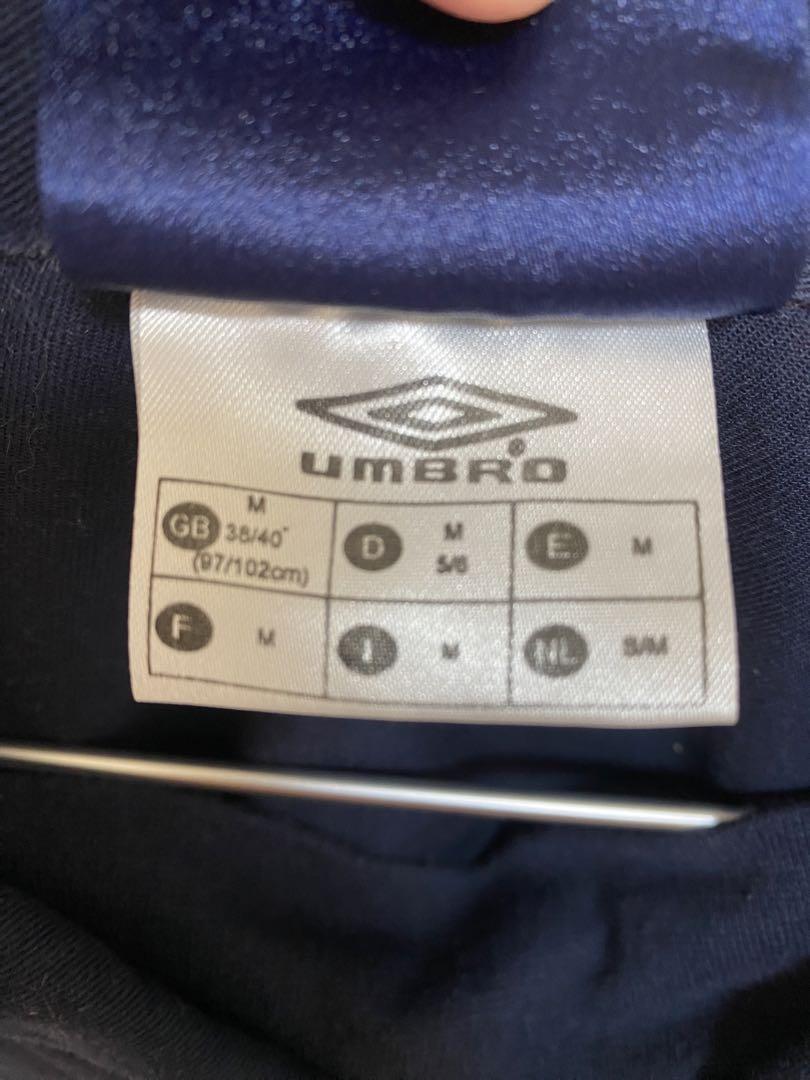 UMBRO®
GB M
38/40"
(97/102cm)
D M
5/6
E M
F M
I M
NL S/M